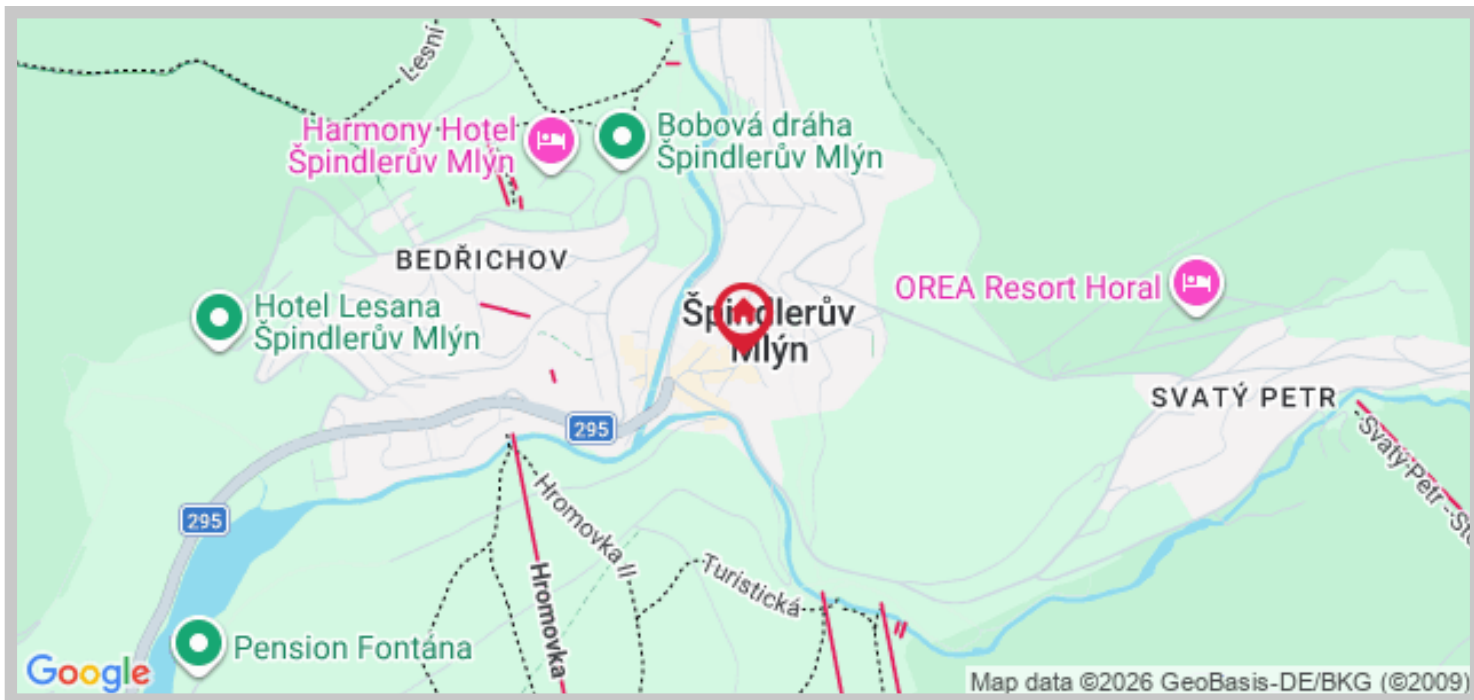 Lesní
Harmony Hotel
Špindlerův Mlýn
Bobová dráha
Špindlerův Mlýn
BEDŘICHOV
OREA Resort Horal
Hotel Lesana
Špindlerův Mlýn
Špindlerův
Mlýn
SVATÝ PETR
295
Svatý Petr - Sto
295
Hromovka II
Hromovka
Turistická
Pension Fontána
Google
Map data ©2026 GeoBasis-DE/BKG (©2009)